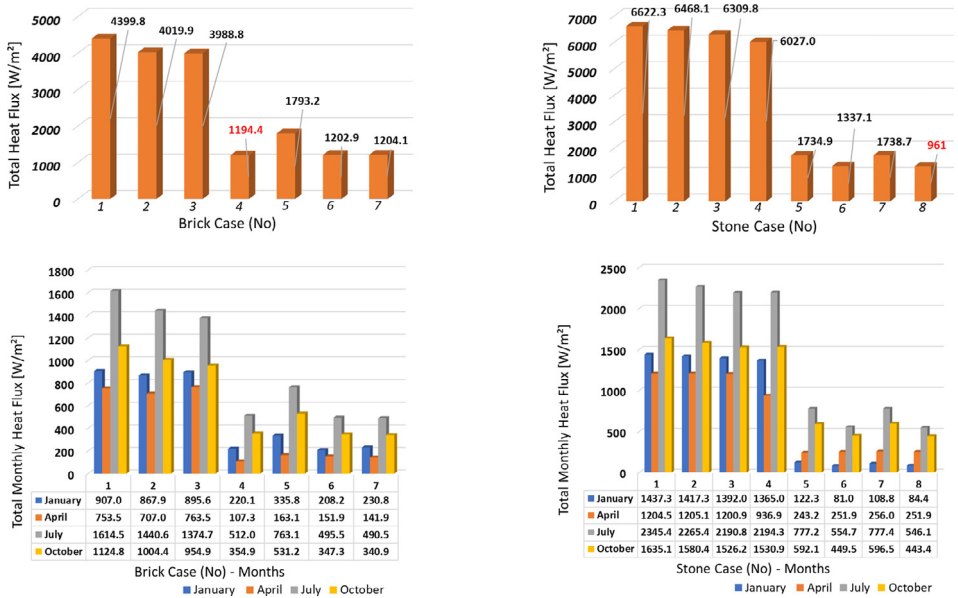 Total Heat Flux [W/m²]
5000
4000
3000
2000
1000
0
4399.8
4019.9
3988.8
1194.4
1793.2
1202.9
1204.1
1 2 3 4 5 6 7
Brick Case (No)
Total Heat Flux [W/m²]
7000
6000
5000
4000
3000
2000
1000
0
6622.3
6468.1
6309.8
6027.0
1734.9
1337.1
1738.7
961
1 2 3 4 5 6 7 8
Stone Case (No)
Total Monthly Heat Flux [W/m²]
1800
1600
1400
1200
1000
800
600
400
200
0
1 2 3 4 5 6 7
January 907.0 867.9 895.6 220.1 335.8 208.2 230.8
April 753.5 707.0 763.5 107.3 163.1 151.9 141.9
July 1614.5 1440.6 1374.7 512.0 763.1 495.5 490.5
October 1124.8 1004.4 954.9 354.9 531.2 347.3 340.9
Brick Case (No) - Months
January April July October
Total Monthly Heat Flux [W/m²]
2500
2000
1500
1000
500
0
1 2 3 4 5 6 7 8
January 1437.3 1417.3 1392.0 1365.0 122.3 81.0 108.8 84.4
April 1204.5 1205.1 1200.9 936.9 243.2 251.9 256.0 251.9
July 2345.4 2265.4 2190.8 2194.3 777.2 554.7 777.4 546.1
October 1635.1 1580.4 1526.2 1530.9 592.1 449.5 596.5 443.4
Stone Case (No) - Months
January April July October